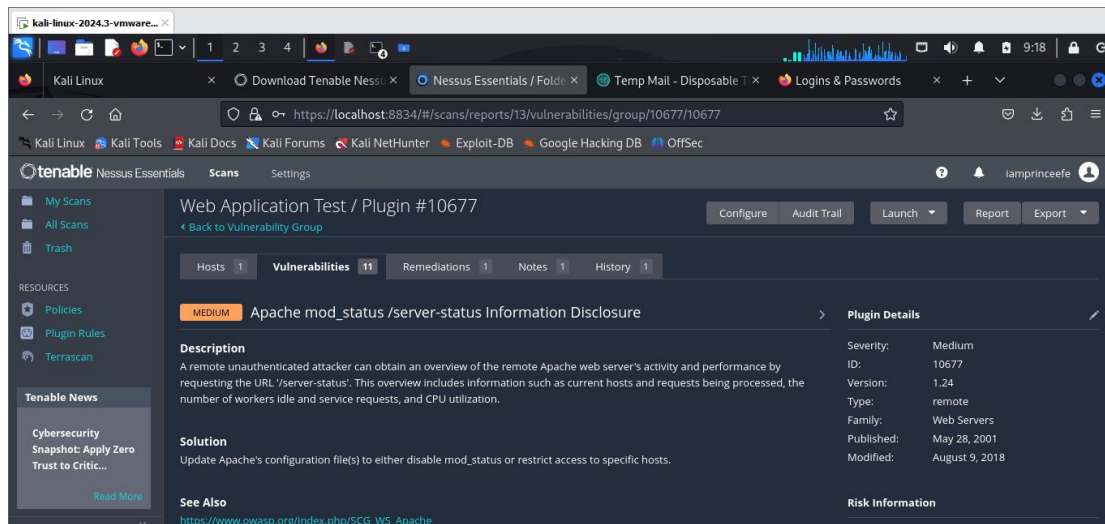 kali-linux-2024.3-vmware...
1 2 3 4 9:18
Kali Linux Download Tenable Nessu Nessus Essentials / Folde Temp Mail - Disposable T Logins & Passwords
https://localhost:8834/#/scans/reports/13/vulnerabilities/group/10677/10677
Kali Linux Kali Tools Kali Docs Kali Forums Kali NetHunter Exploit-DB Google Hacking DB OffSec
tenable Nessus Essentials Scans Settings iamprinceefe
My Scans
All Scans
Trash
RESOURCES
Policies
Plugin Rules
Terrascan
Tenable News
Cybersecurity
Snapshot: Apply Zero
Trust to Critic...
Read More
Web Application Test / Plugin #10677
Configure Audit Trail Launch Report Export
< Back to Vulnerability Group
Hosts 1 Vulnerabilities 11 Remediations 1 Notes 1 History 1
MEDIUM Apache mod_status /server-status Information Disclosure
Description
A remote unauthenticated attacker can obtain an overview of the remote Apache web server's activity and performance by
requesting the URL '/server-status'. This overview includes information such as current hosts and requests being processed, the
number of workers idle and service requests, and CPU utilization.
Solution
Update Apache's configuration file(s) to either disable mod_status or restrict access to specific hosts.
See Also
https://www.owasp.org/index.php/SCG_WS_Apache
Plugin Details
Severity: Medium
ID: 10677
Version: 1.24
Type: remote
Family: Web Servers
Published: May 28, 2001
Modified: August 9, 2018
Risk Information